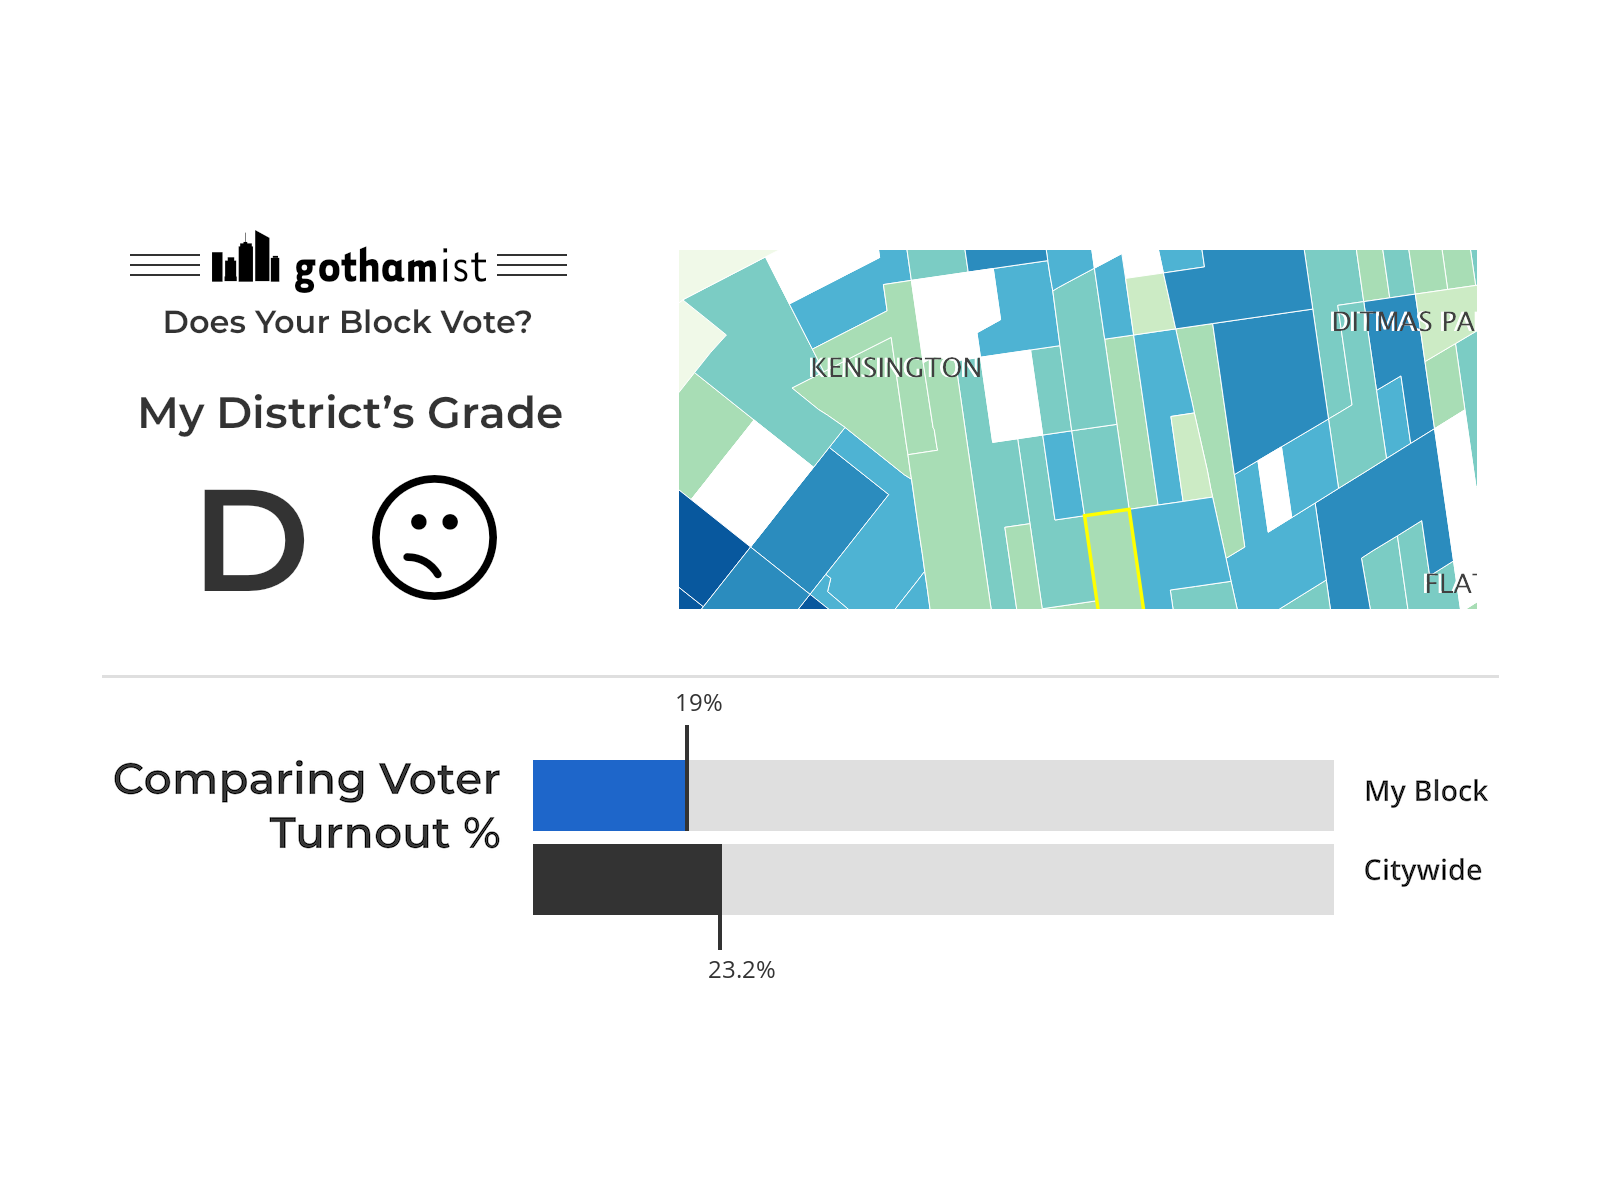 gothamist
Does Your Block Vote?
My District’s Grade
D
KENSINGTON
DITMAS PA
FLA
19%
Comparing Voter
Turnout %
My Block
Citywide
23.2%